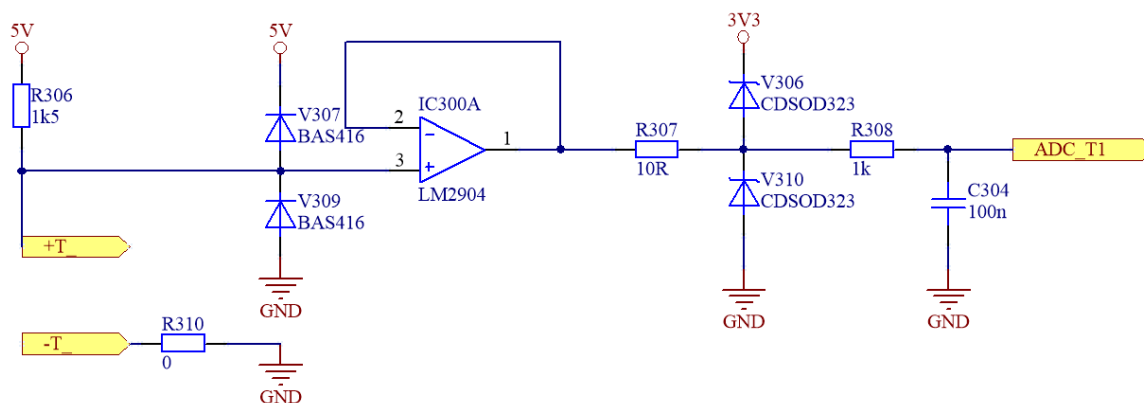 5V
5V
3V3
R306
1k5
V307
BAS416
IC300A
2
3
1
LM2904
V309
BAS416
R307
10R
V306
CDSOD323
V310
CDSOD323
R308
1k
ADC_T1
C304
100n
+T_
GND
GND
GND
-T_
R310
0
GND